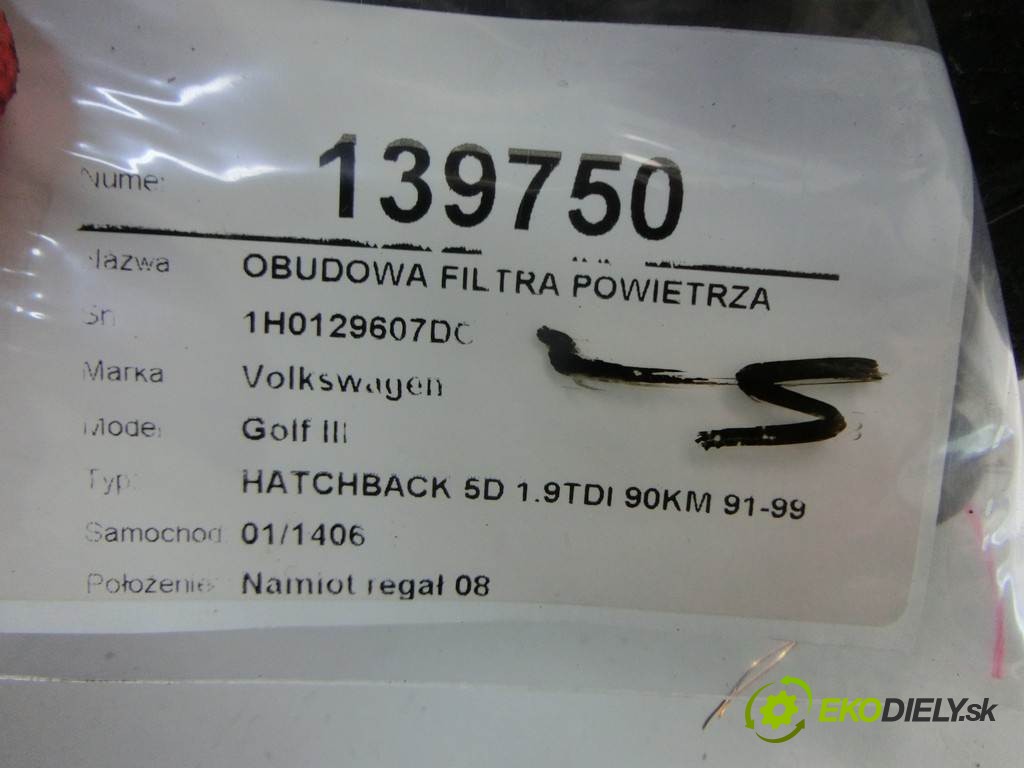 Numer 139750
Nazwa OBUDOWA FILTRA POWIETRZA
Sn 1H0129607DC
Marka Volkswagen
Model Golf III
Typ: HATCHBACK 5D 1.9TDI 90KM 91-99
Samochod: 01/1406
Położenie: Namiot regał 08
EKODIELY.sk